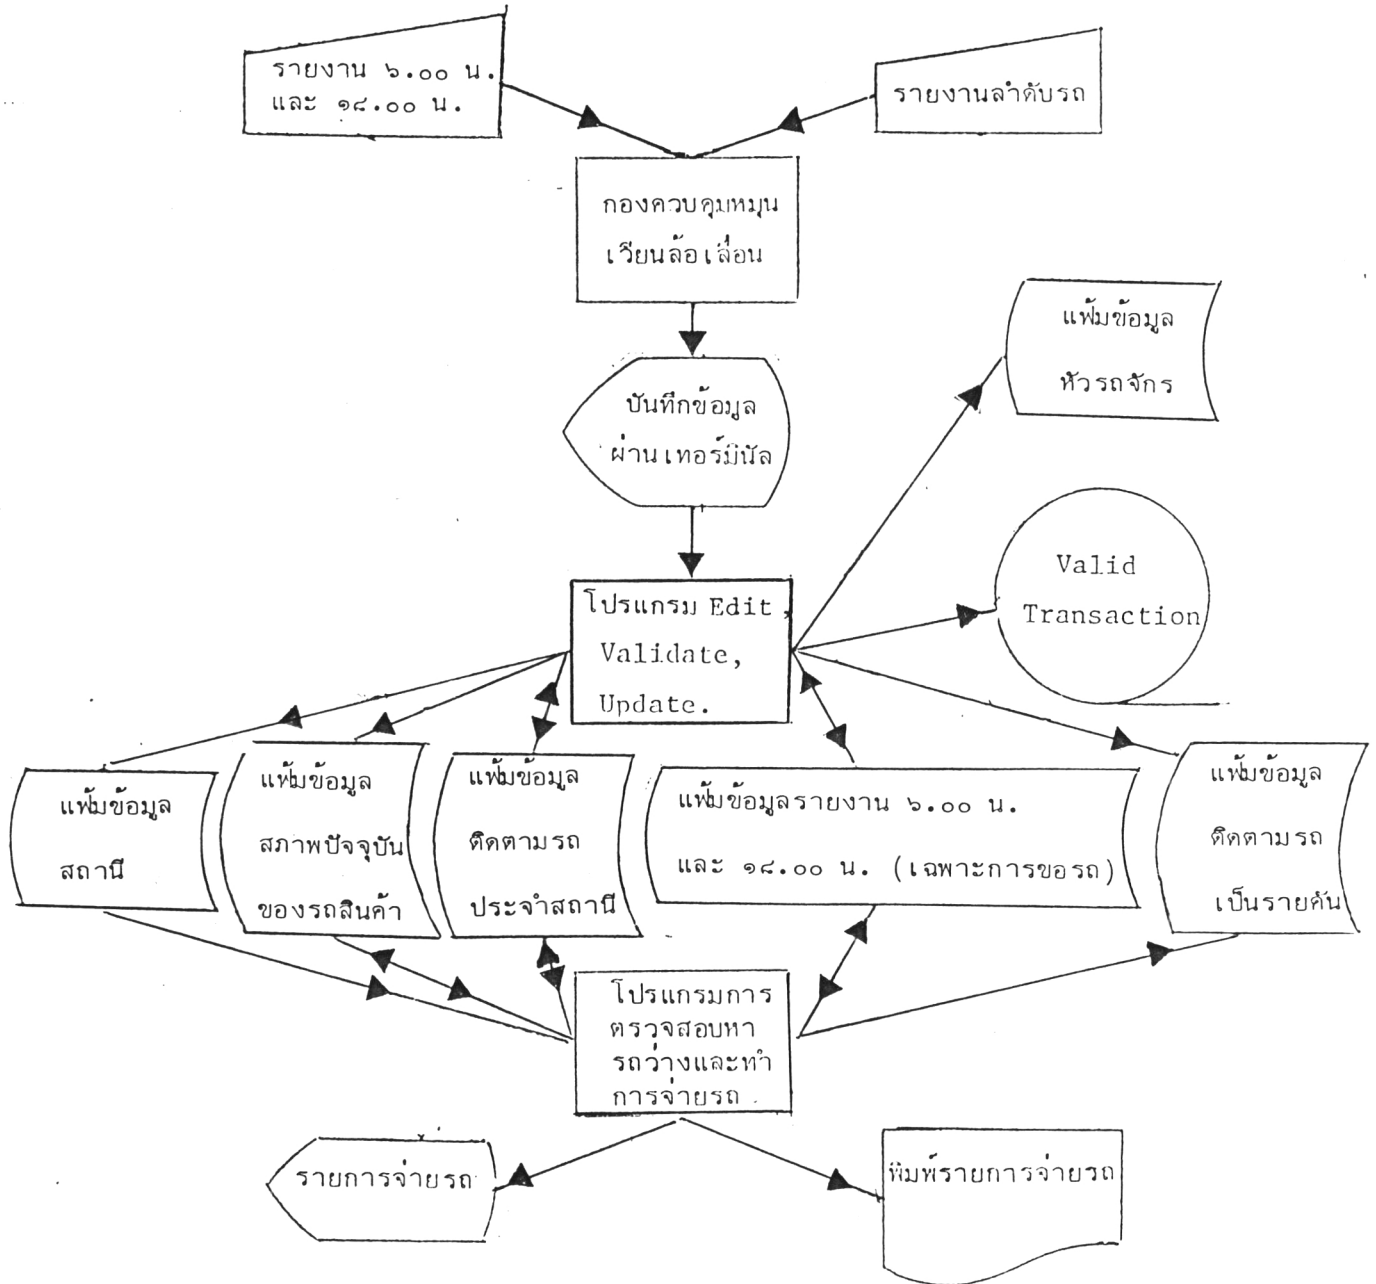 รายงาน ๖.๐๐ น.
และ ๑๘.๐๐ น.
รายงานลำดับรถ
กองควบคุมหมุน
เวียนล้อเลื่อน
แฟ้มข้อมูล
หัวรถจักร
บันทึกข้อมูล
ผ่านเทอร์มินัล
Valid
Transaction
โปรแกรม Edit,
Validate,
Update.
แฟ้มข้อมูล
สถานี
แฟ้มข้อมูล
สภาพปัจจุบัน
ของรถสินค้า
แฟ้มข้อมูล
ติดตามรถ
ประจำสถานี
แฟ้มข้อมูลรายงาน ๖.๐๐ น.
และ ๑๘.๐๐ น. (เฉพาะการขอรถ)
แฟ้มข้อมูล
ติดตามรถ
เป็นรายคัน
โปรแกรมการ
ตรวจสอบหา
รถว่างและทำ
การจ่ายรถ
รายการจ่ายรถ
พิมพ์รายการจ่ายรถ